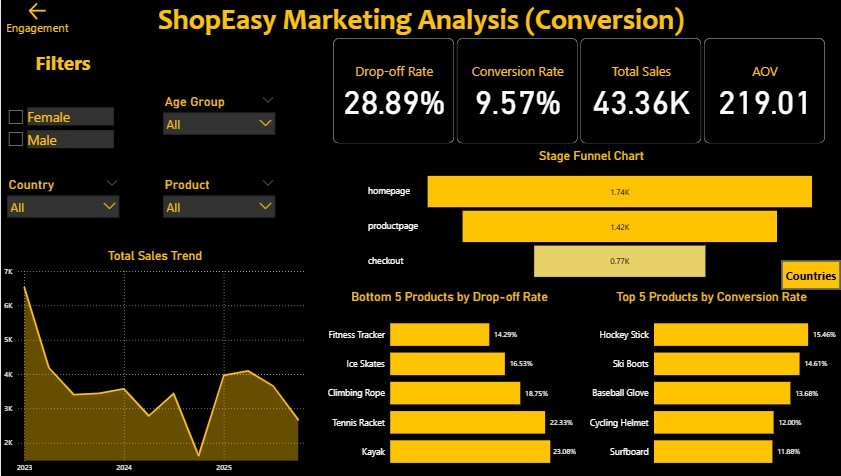 Engagement
ShopEasy Marketing Analysis (Conversion)
Filters
Female
Male
Age Group
All
Country
All
Product
All
Drop-off Rate
28.89%
Conversion Rate
9.57%
Total Sales
43.36K
AOV
219.01
Stage Funnel Chart
homepage
1.74K
productpage
1.42K
checkout
0.77K
Countries
Total Sales Trend
7K
6K
5K
4K
3K
2K
2023
2024
2025
Bottom 5 Products by Drop-off Rate
Fitness Tracker
14.29%
Ice Skates
16.53%
Climbing Rope
18.75%
Tennis Racket
22.33%
Kayak
23.08%
Top 5 Products by Conversion Rate
Hockey Stick
15.46%
Ski Boots
14.61%
Baseball Glove
13.68%
Cycling Helmet
12.00%
Surfboard
11.88%